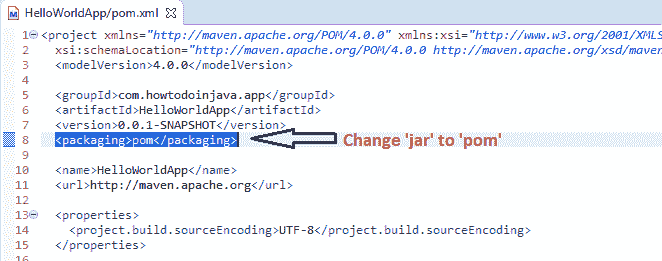 HelloWorldApp/pom.xml
1 <project xmlns="http://maven.apache.org/POM/4.0.0" xmlns:xsi="http://www.w3.org/2001/XMLS
2 xsi:schemaLocation="http://maven.apache.org/POM/4.0.0 http://maven.apache.org/xsd/maven
3 <modelVersion>4.0.0</modelVersion>
4
5 <groupId>com.howtodoinjava.app</groupId>
6 <artifactId>HelloWorldApp</artifactId>
7 <version>0.0.1-SNAPSHOT</version>
8 <packaging>pom</packaging> Change 'jar' to 'pom'
9
10 <name>HelloWorldApp</name>
11 <url>http://maven.apache.org</url>
12
13 <properties>
14 <project.build.sourceEncoding>UTF-8</project.build.sourceEncoding>
15 </properties>